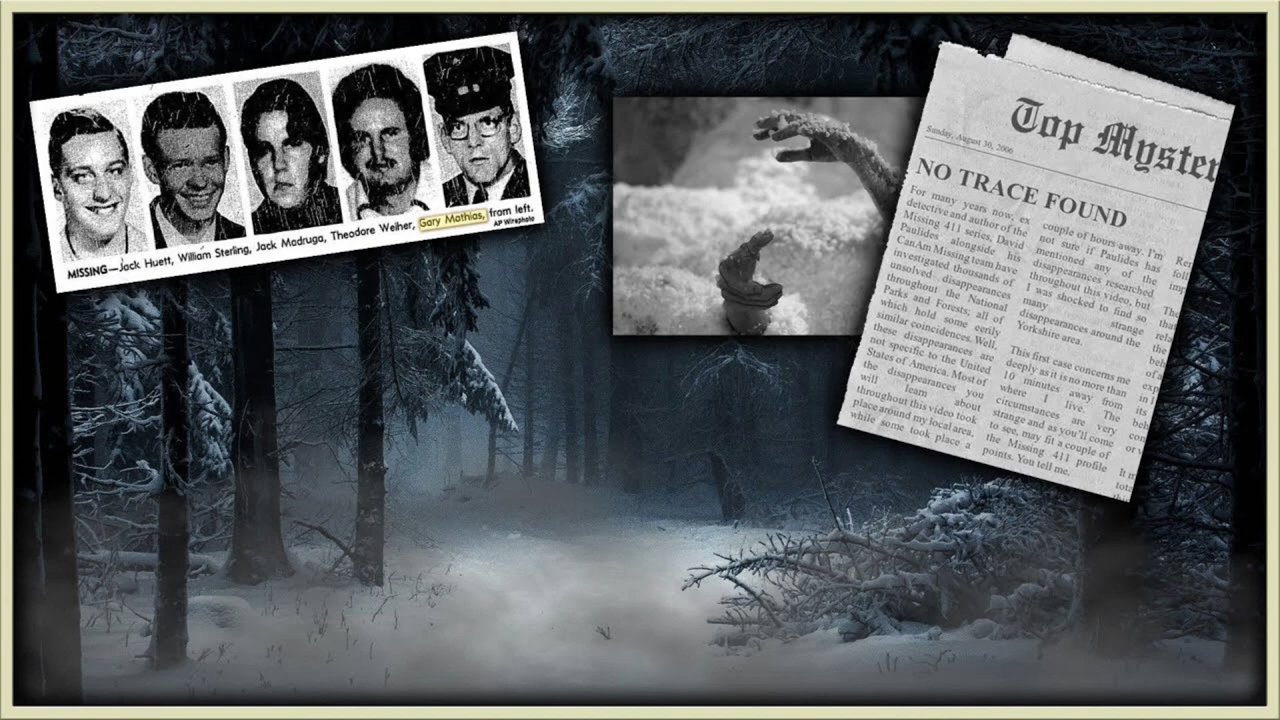 MISSING—Jack Huett, William Sterling, Jack Madruga, Theodore Weiher, Gary Mathias, from left.
AP Wirephoto
Top Myster
Sunday, August 30, 2006
NO TRACE FOUND
For many years now, ex
detective and author of the
Missing 411 series, David
Paulides alongside his
CanAm Missing team have
investigated thousands of
unsolved disappearances
throughout the National
Parks and Forests; all of
which hold some eerily
similar coincidences. Well,
these disappearances are
not specific to the United
States of America. Most of
the disappearances you
will learn about
throughout this video took
place around my local area,
while some took place a
couple of hours away. I'm
not sure if Paulides has
mentioned any of the
disappearances researched
throughout this video, but
I was shocked to find so
many strange
disappearances around the
Yorkshire area.
This first case concerns me
deeply as it is no more than
10 minutes away from
where I live. The
circumstances are very
strange and as you'll come
to see, may fit a couple of
the Missing 411 profile
points. You tell me.